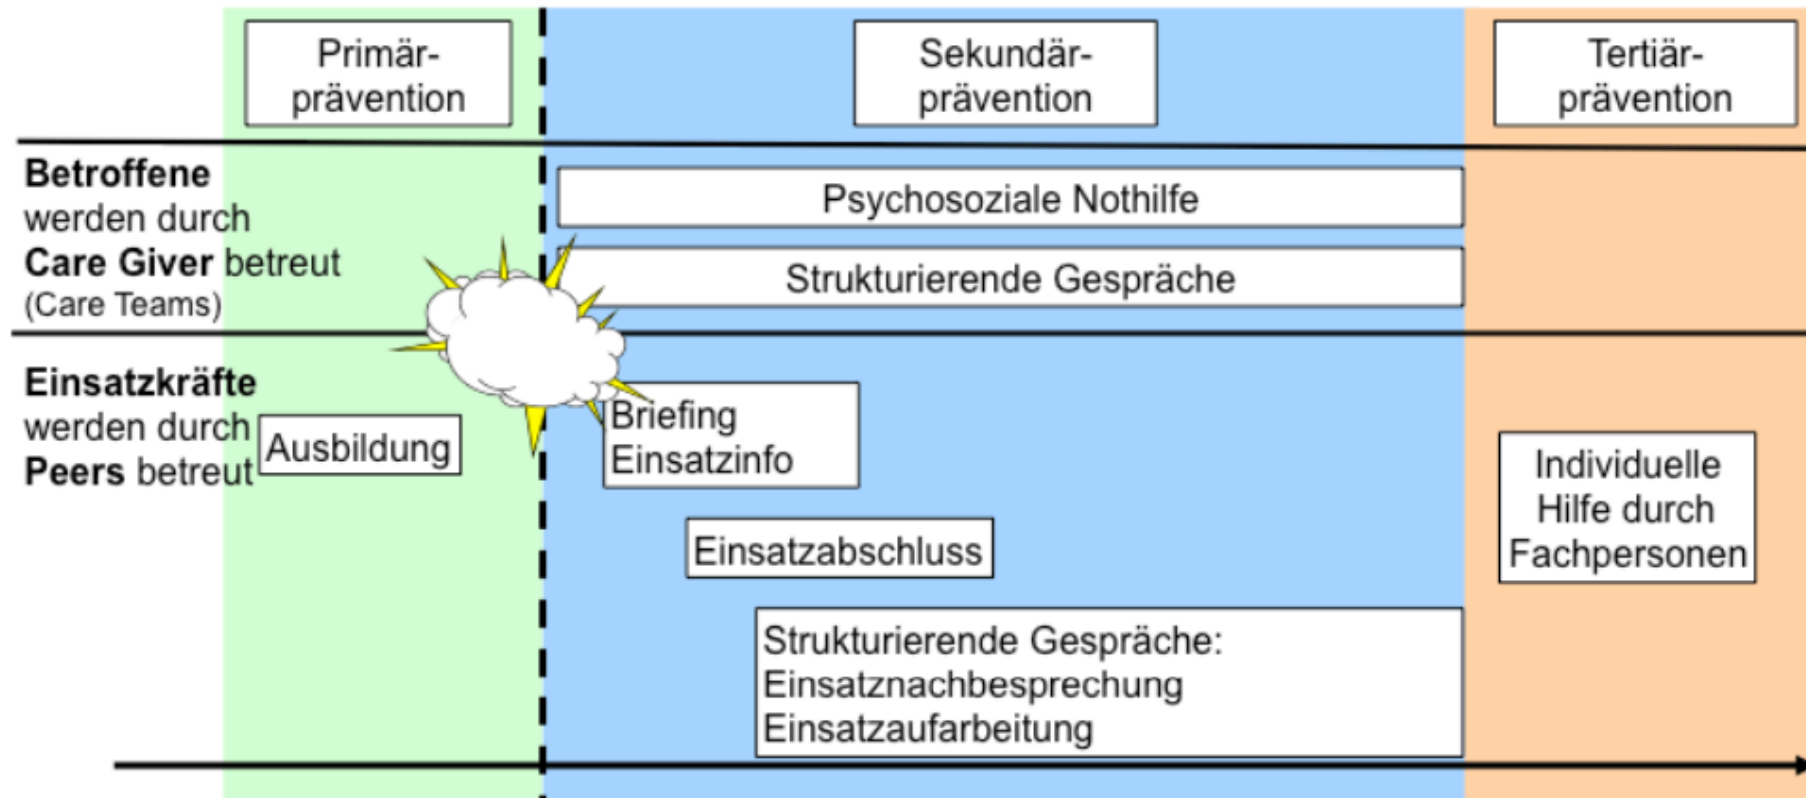 Primär-
prävention
Sekundär-
prävention
Tertiär-
prävention
Betroffene
werden durch
Care Giver betreut
(Care Teams)
Psychosoziale Nothilfe
Strukturierende Gespräche
Einsatzkräfte
werden durch
Peers betreut
Ausbildung
Briefing
Einsatzinfo
Einsatzabschluss
Strukturierende Gespräche:
Einsatznachbesprechung
Einsatzaufarbeitung
Individuelle
Hilfe durch
Fachpersonen